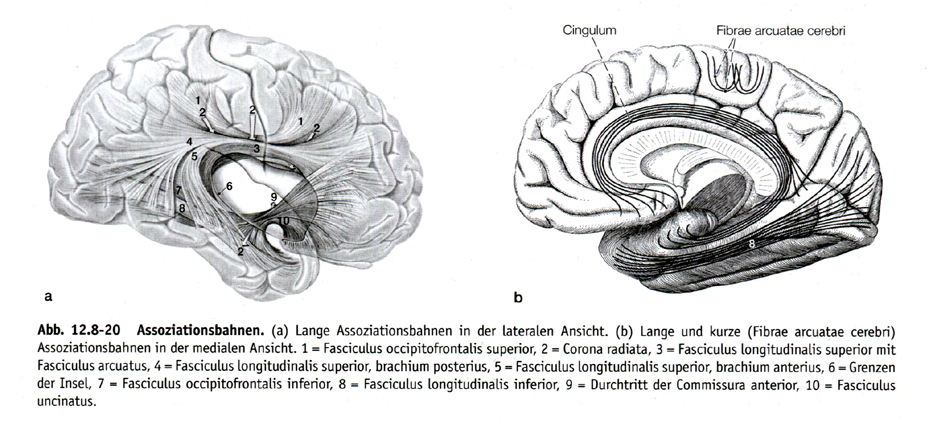 Cingulum
Fibrae arcuatae cerebri
1
2
2
1
2
4
3
5
6
7
8
9
10
2
8
a
b
Abb. 12.8-20 Assoziationsbahnen. (a) Lange Assoziationsbahnen in der lateralen Ansicht. (b) Lange und kurze (Fibrae arcuatae cerebri)
Assoziationsbahnen in der medialen Ansicht. 1 = Fasciculus occipitofrontalis superior, 2 = Corona radiata, 3 = Fasciculus longitudinalis superior mit
Fasciculus arcuatus, 4 = Fasciculus longitudinalis superior, brachium posterius, 5 = Fasciculus longitudinalis superior, brachium anterius, 6 = Grenzen
der Insel, 7 = Fasciculus occipitofrontalis inferior, 8 = Fasciculus longitudinalis inferior, 9 = Durchtritt der Commissura anterior, 10 = Fasciculus
uncinatus.